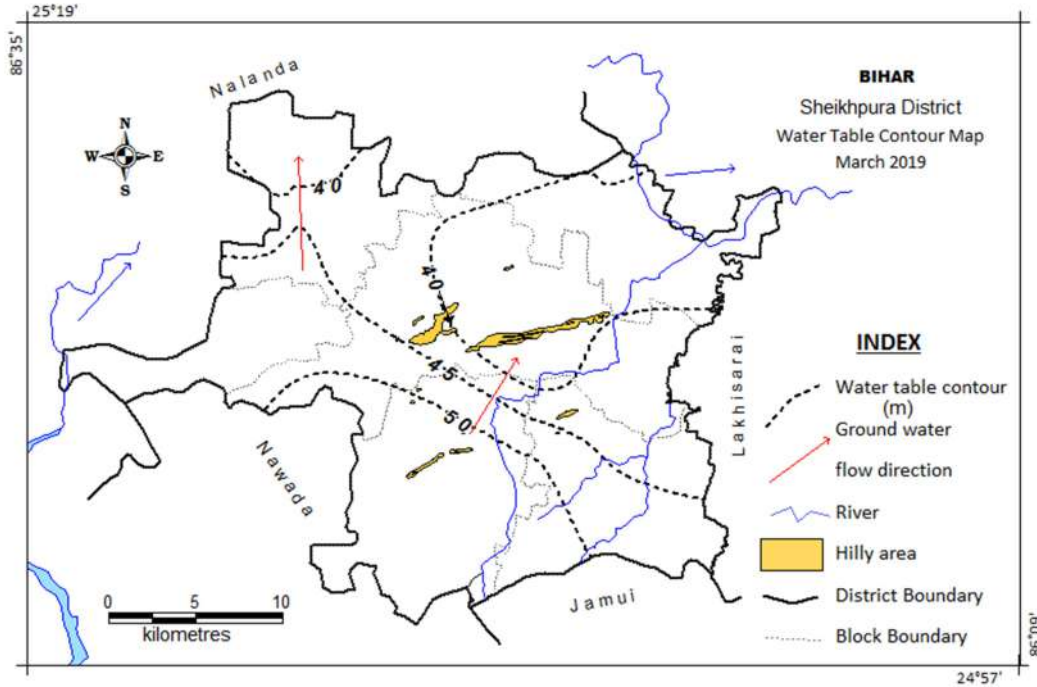 25°19'
86°35'
Nalanda
BIHAR
Sheikhpura District
Water Table Contour Map
March 2019
N
W E
S
40
40
45
50
Lakhisarai
Nawada
Jamui
INDEX
Water table contour
(m)
Ground water
flow direction
River
Hilly area
District Boundary
Block Boundary
0 5 10
kilometres
86°09'
24°57'